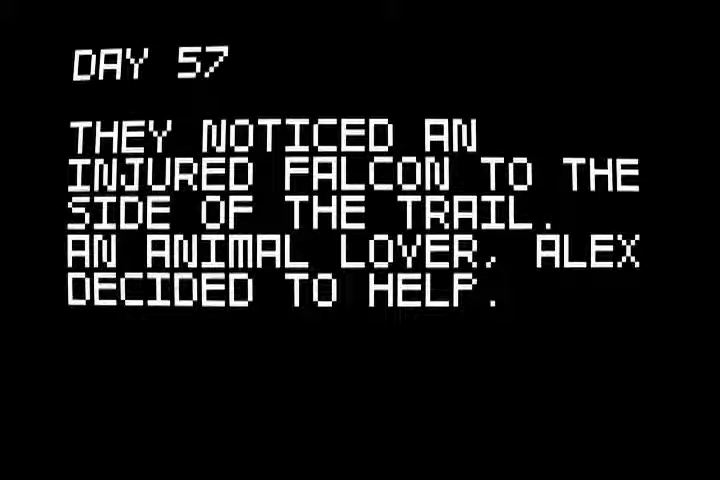 DAY 57
THEY NOTICED AN
INJURED FALCON TO THE
SIDE OF THE TRAIL.
AN ANIMAL LOVER, ALEX
DECIDED TO HELP.